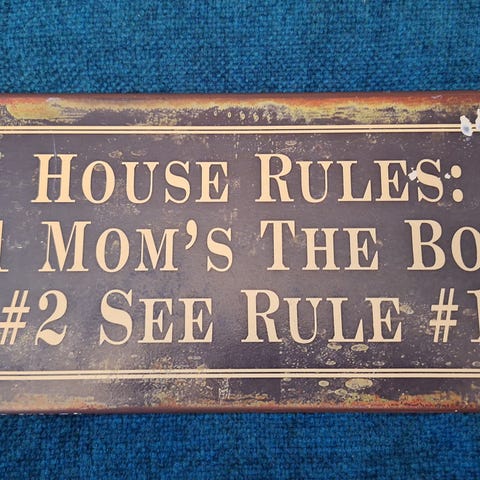 HOUSE RULES:
1 MOM'S THE BO
#2 SEE RULE #1